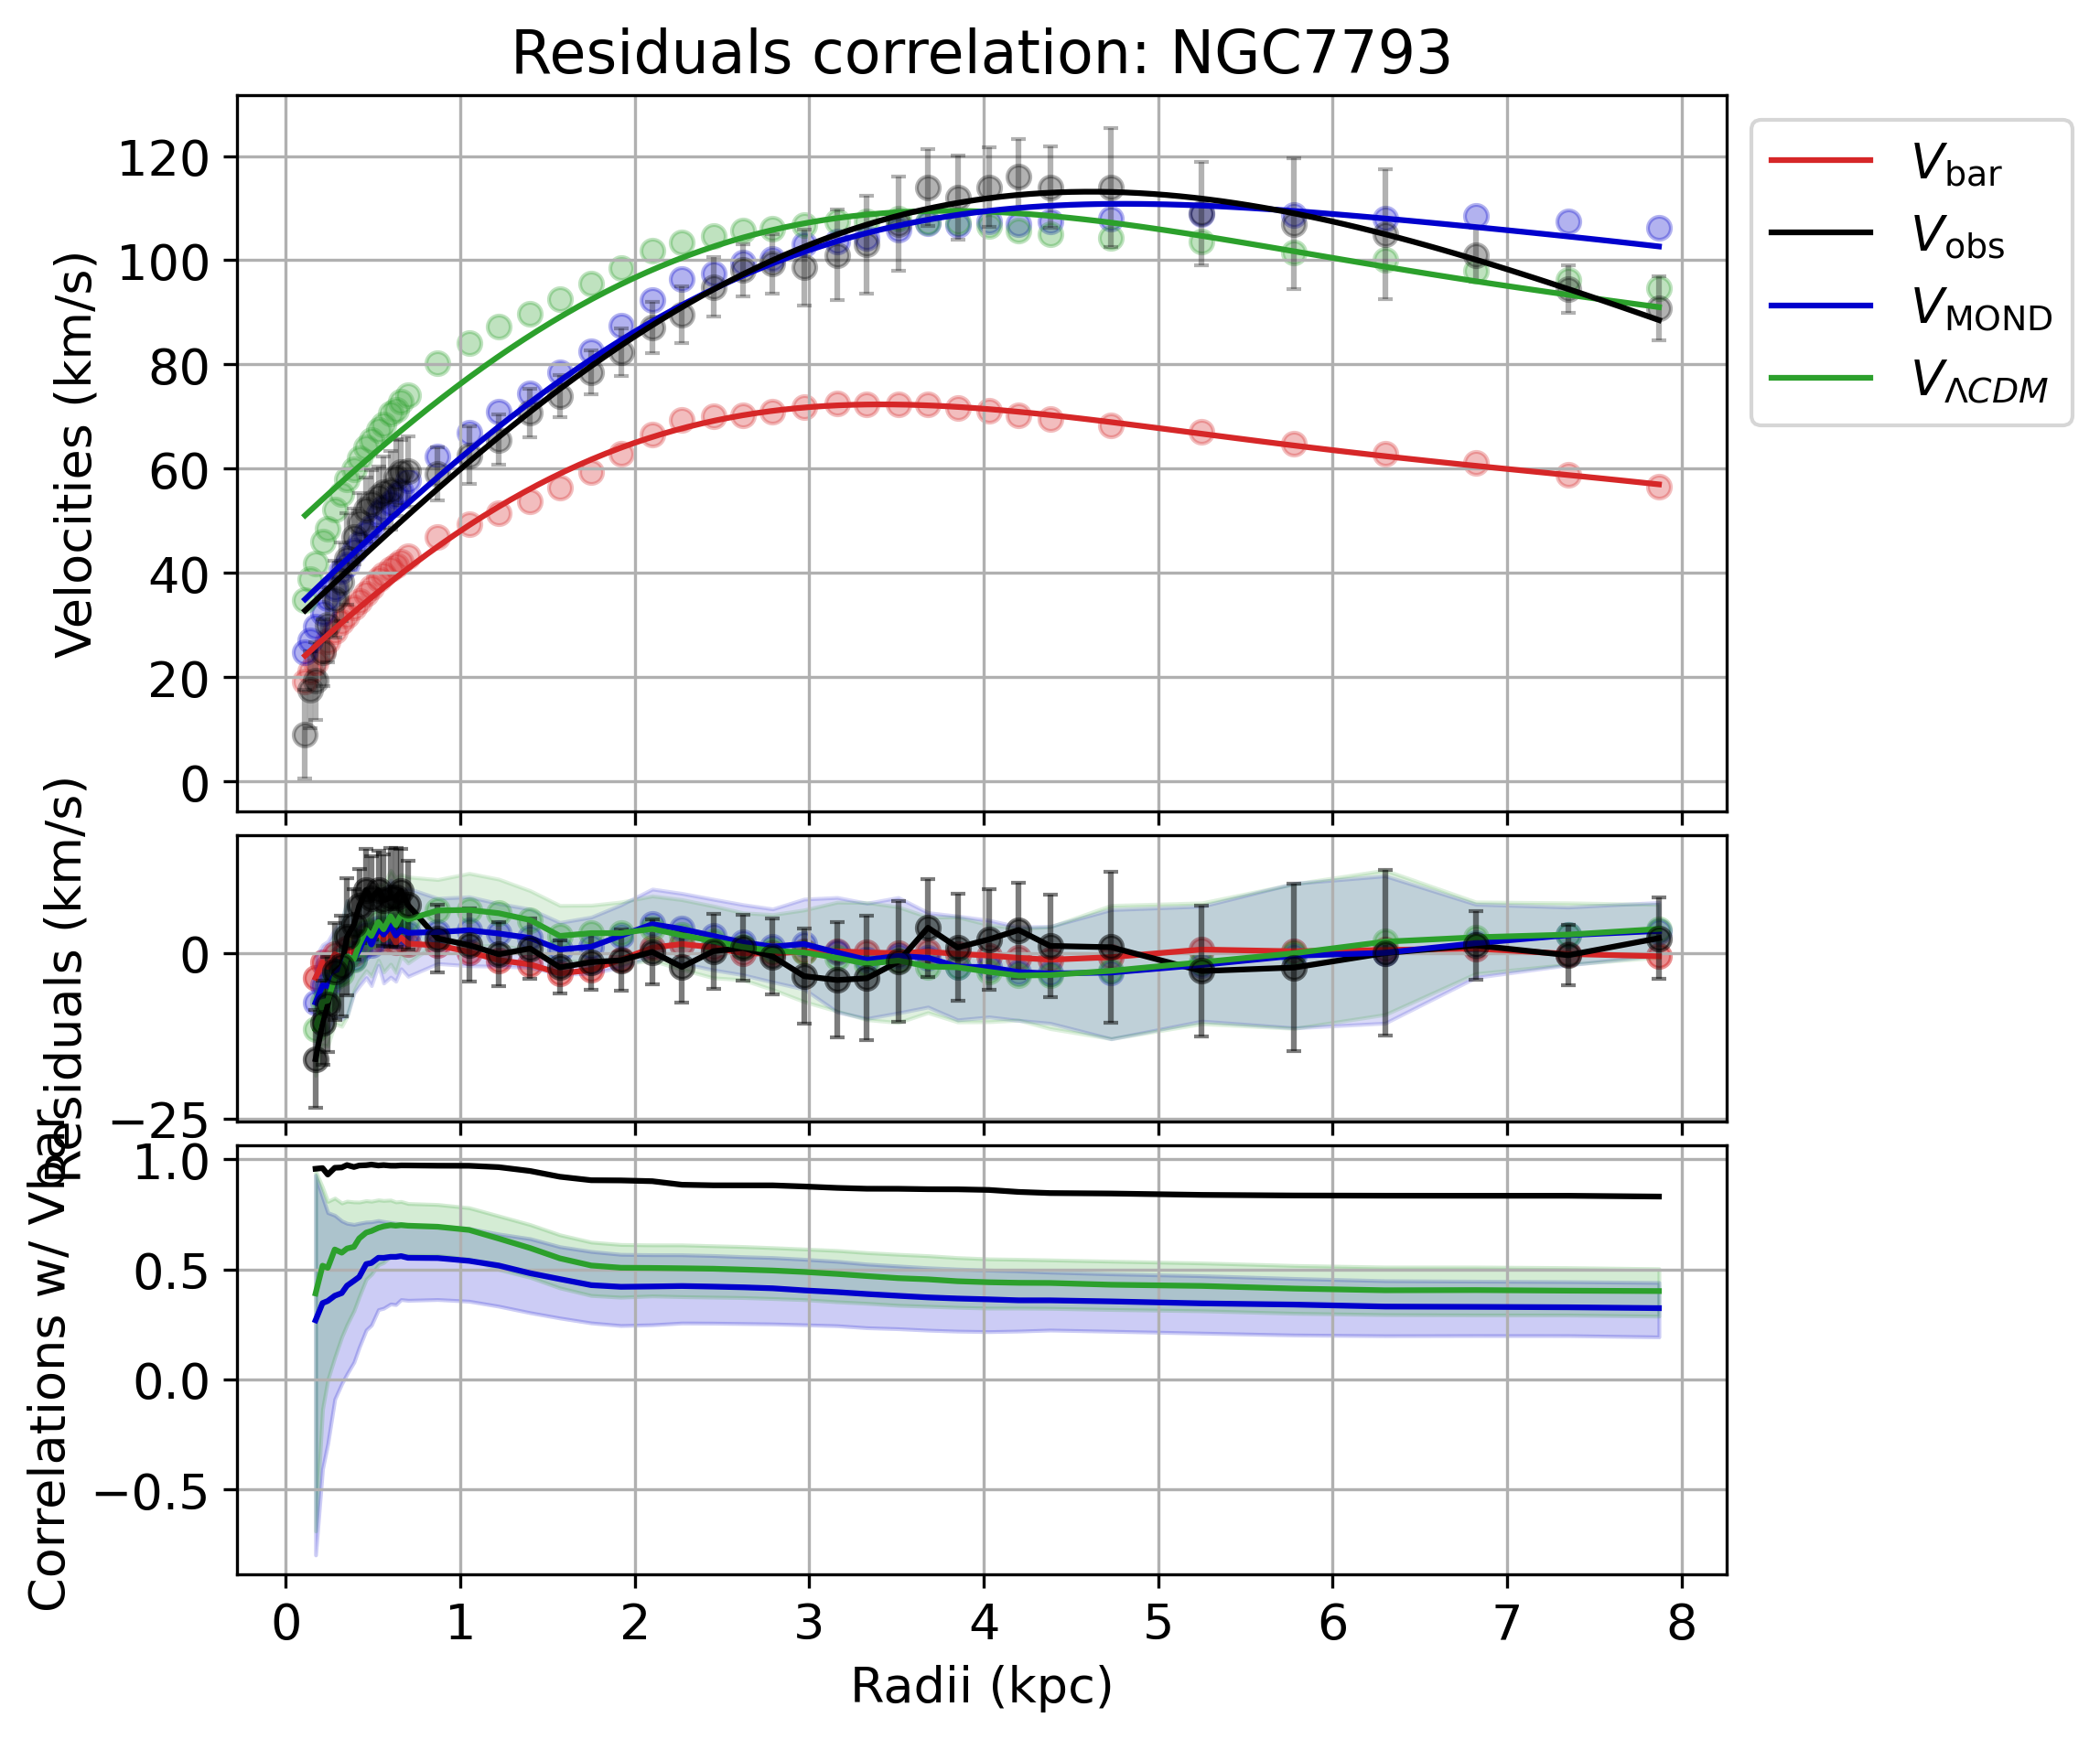 Residuals correlation: NGC7793
Velocities (km/s)
120
100
80
60
40
20
0
V_bar
V_obs
V_MOND
V_ΛCDM
Residuals (km/s)
0
−25
Correlations w/ Vbar
1.0
0.5
0.0
−0.5
0 1 2 3 4 5 6 7 8
Radii (kpc)